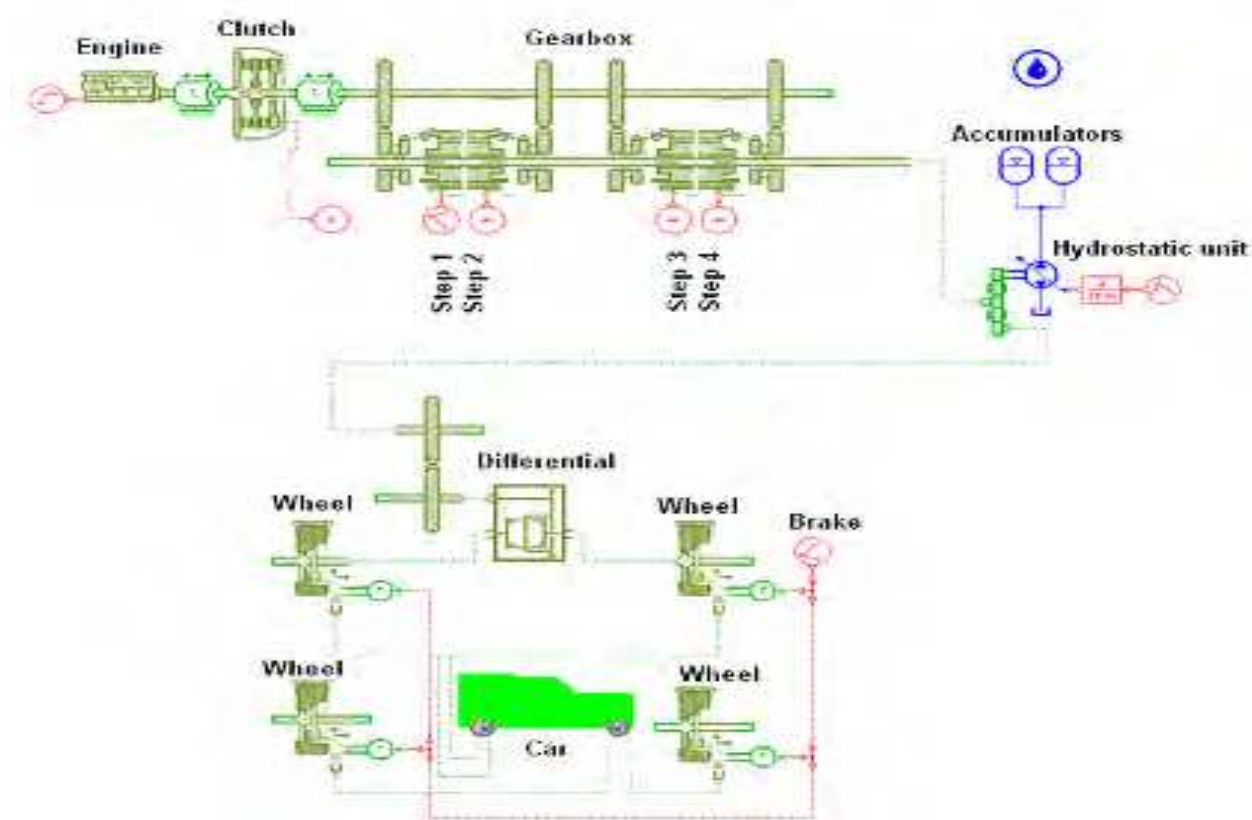 Engine
Clutch
Gearbox
Accumulators
Hydrostatic unit
Step 1
Step 2
Step 3
Step 4
Differential
Wheel
Wheel
Brake
Wheel
Wheel
Car